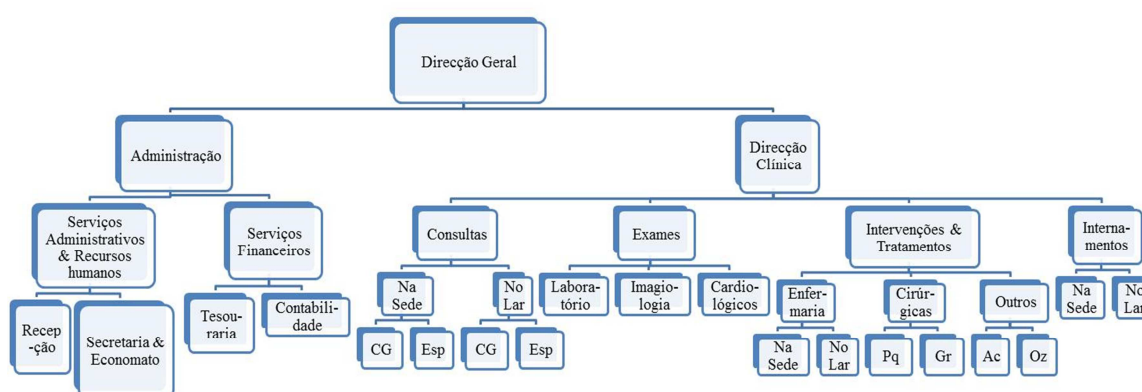 Direcção Geral
Administração
Direcção
Clínica
Serviços
Administrativos
& Recursos
humanos
Serviços
Financeiros
Consultas
Exames
Intervenções &
Tratamentos
Interna-
mentos
Recep
-ção
Secretaria &
Economato
Tesou-
raria
Contabili-
dade
Na
Sede
No
Lar
Labora-
tório
Imagio-
logia
Cardio-
lógicos
Enfer-
maria
Cirúr-
gicas
Outros
Na
Sede
No
Lar
CG
Esp
CG
Esp
Na
Sede
No
Lar
Pq
Gr
Ac
Oz